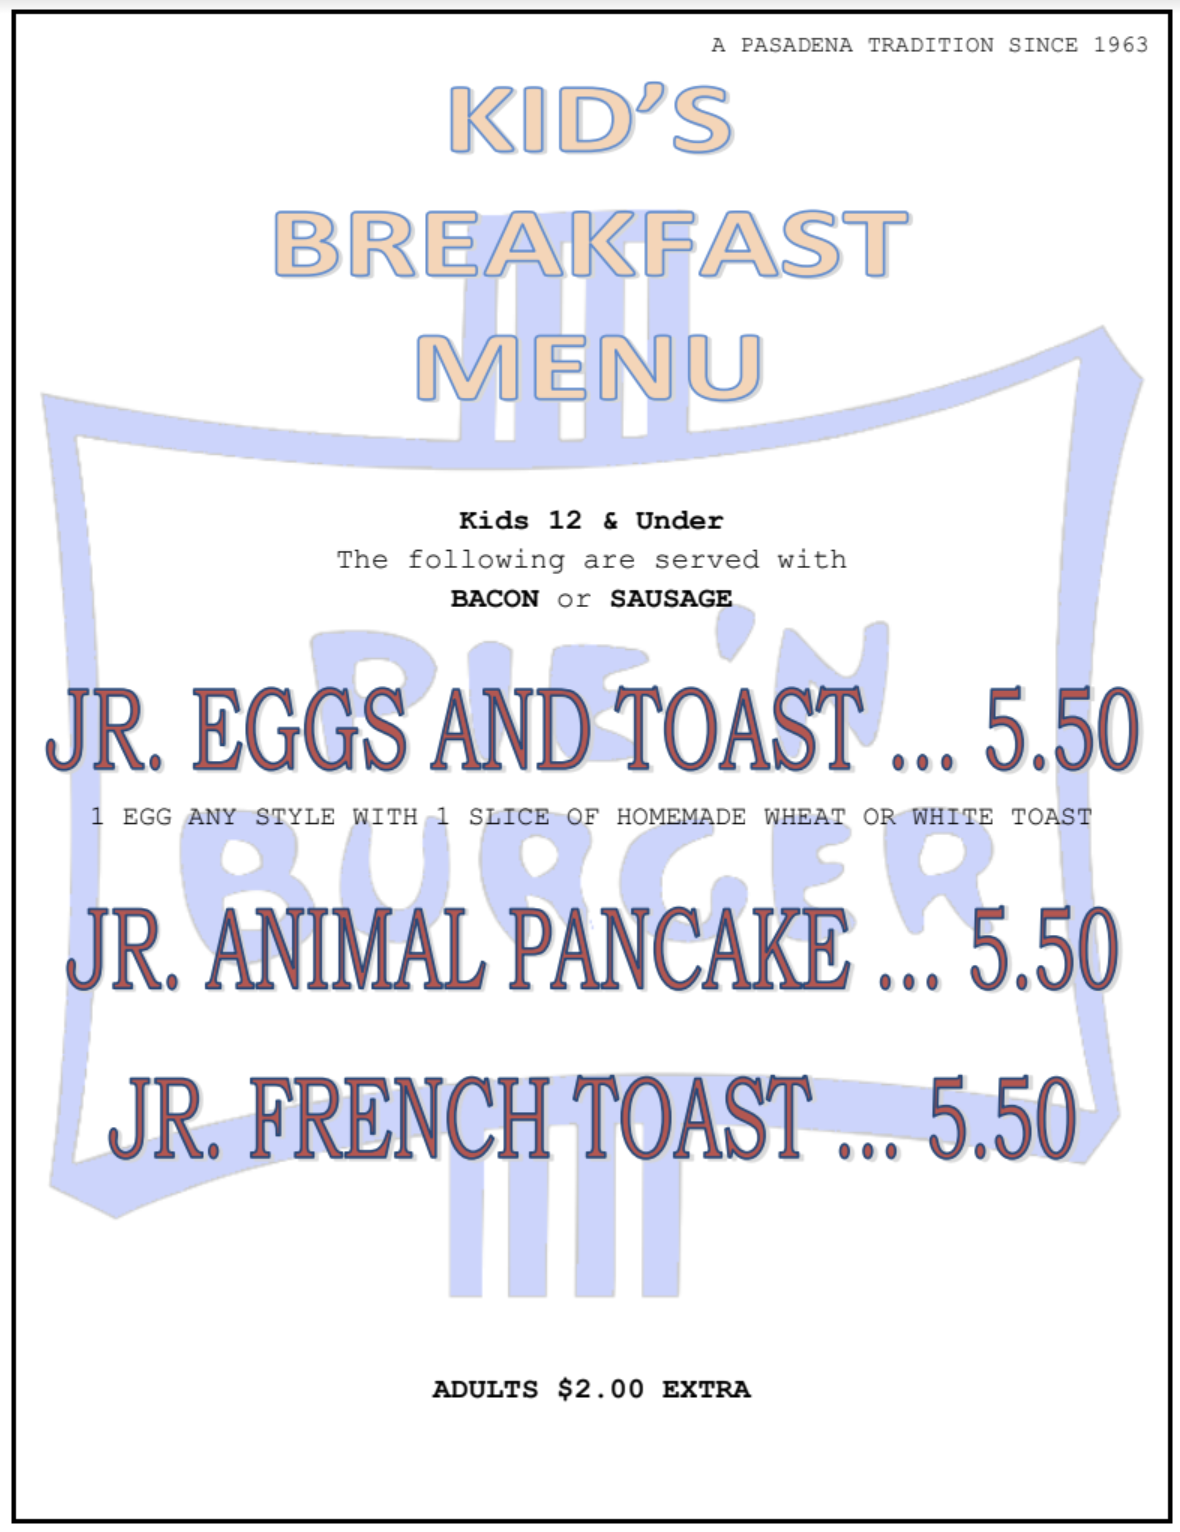 A PASADENA TRADITION SINCE 1963
KID’S
BREAKFAST
MENU
Kids 12 & Under
The following are served with
BACON or SAUSAGE
PIE'N
JR. EGGS AND TOAST ... 5.50
1 EGG ANY STYLE WITH 1 SLICE OF HOMEMADE WHEAT OR WHITE TOAST
BURGER
JR. ANIMAL PANCAKE ... 5.50
JR. FRENCH TOAST ... 5.50
ADULTS $2.00 EXTRA